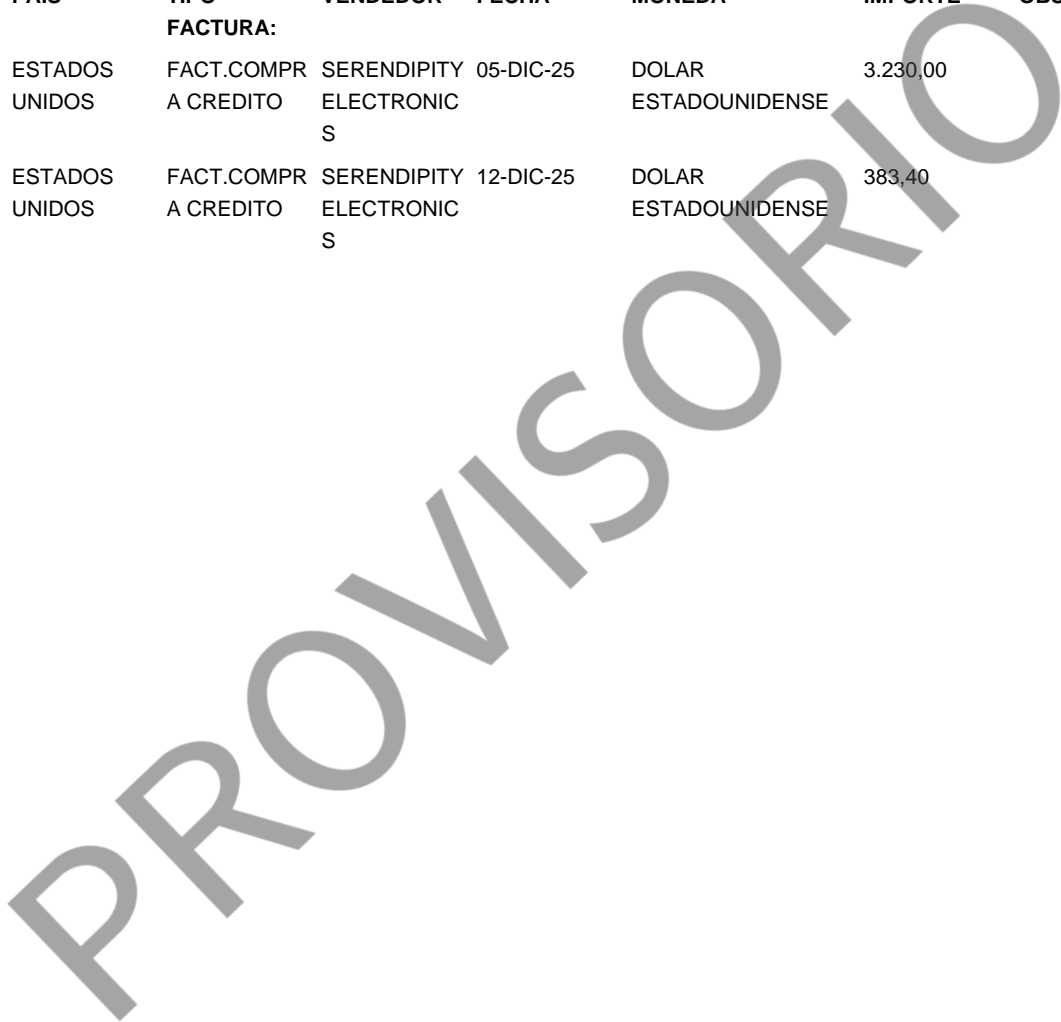 FACTURA:
ESTADOS FACT.COMPR SERENDIPITY 05-DIC-25 DOLAR 3.230,00
UNIDOS A CREDITO ELECTRONIC ESTADOUNIDENSE
S
ESTADOS FACT.COMPR SERENDIPITY 12-DIC-25 DOLAR 383,40
UNIDOS A CREDITO ELECTRONIC ESTADOUNIDENSE
S
PROVISORIO